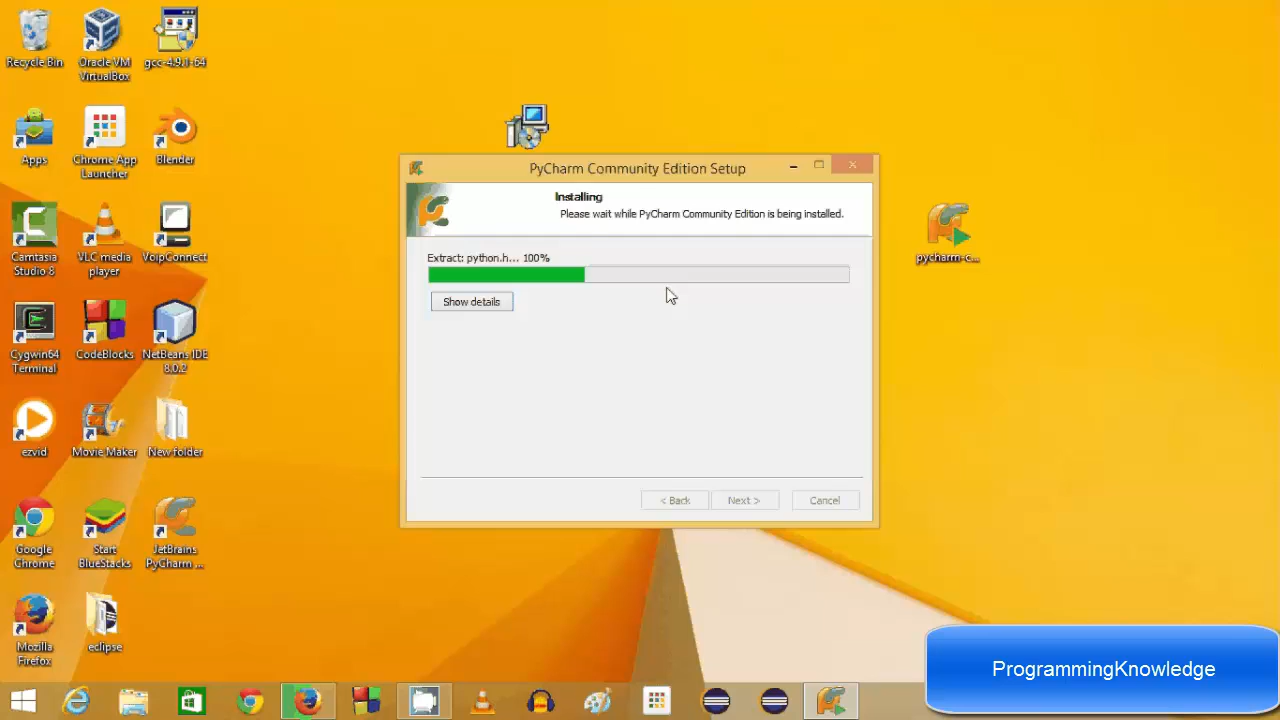 Recycle Bin
Oracle VM
VirtualBox
gcc-4.9.1-64
Apps
Chrome App
Launcher
Blender
Camtasia
Studio 8
VLC media
player
VoipConnect
Cygwin64
Terminal
CodeBlocks
NetBeans IDE
8.0.2
ezvid
Movie Maker
New folder
Google
Chrome
Start
BlueStacks
JetBrains
PyCharm ...
Mozilla
Firefox
eclipse
PyCharm Community Edition Setup
Installing
Please wait while PyCharm Community Edition is being installed.
Extract: python.h... 100%
Show details
< Back
Next >
Cancel
pycharm-c...
ProgrammingKnowledge